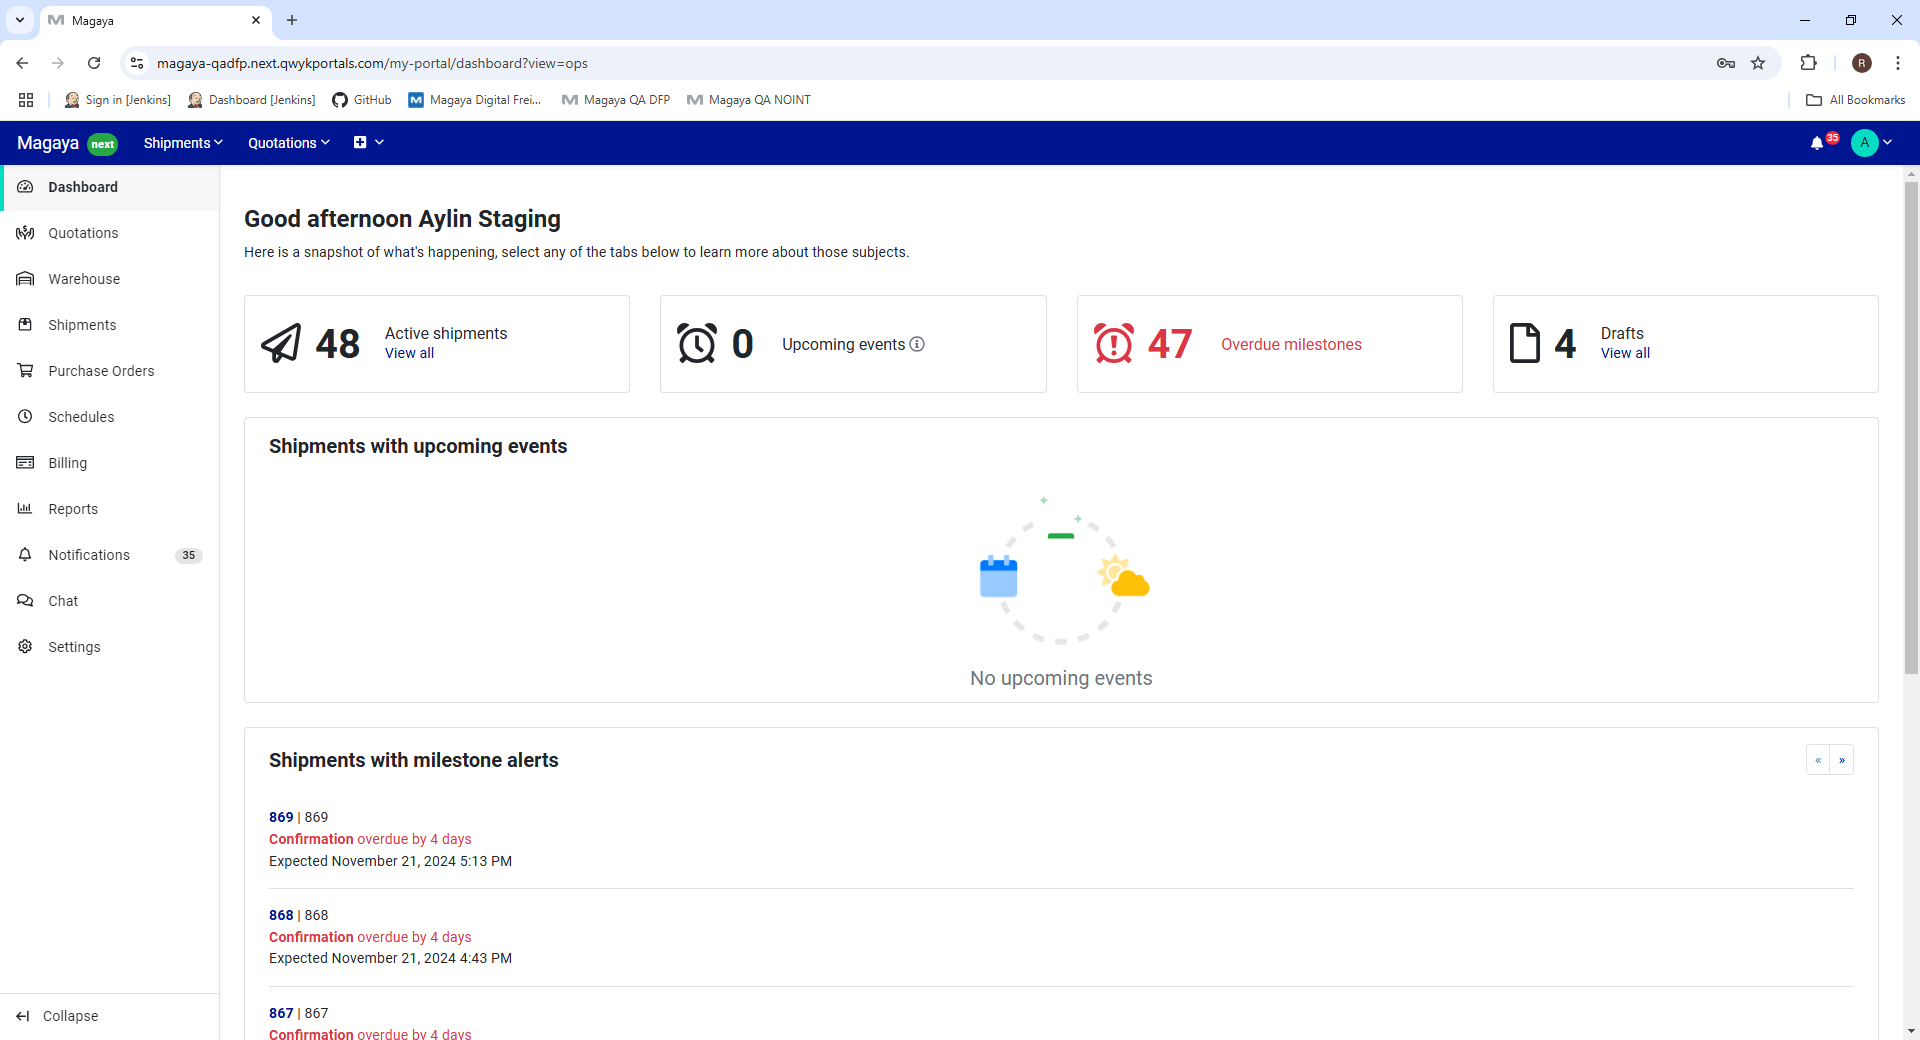 Magaya
magaya-qadfp.next.qwykportals.com/my-portal/dashboard?view=ops
R
Sign in [Jenkins]
Dashboard [Jenkins]
GitHub
Magaya Digital Frei...
Magaya QA DFP
Magaya QA NOINT
All Bookmarks
Magaya next
Shipments
Quotations
35
A
Dashboard
Quotations
Warehouse
Shipments
Purchase Orders
Schedules
Billing
Reports
Notifications 35
Chat
Settings
Collapse
Good afternoon Aylin Staging
Here is a snapshot of what's happening, select any of the tabs below to learn more about those subjects.
48
Active shipments
View all
0
Upcoming events
47
Overdue milestones
4
Drafts
View all
Shipments with upcoming events
No upcoming events
Shipments with milestone alerts
« »
869 | 869
Confirmation overdue by 4 days
Expected November 21, 2024 5:13 PM
868 | 868
Confirmation overdue by 4 days
Expected November 21, 2024 4:43 PM
867 | 867
Confirmation overdue by 4 days